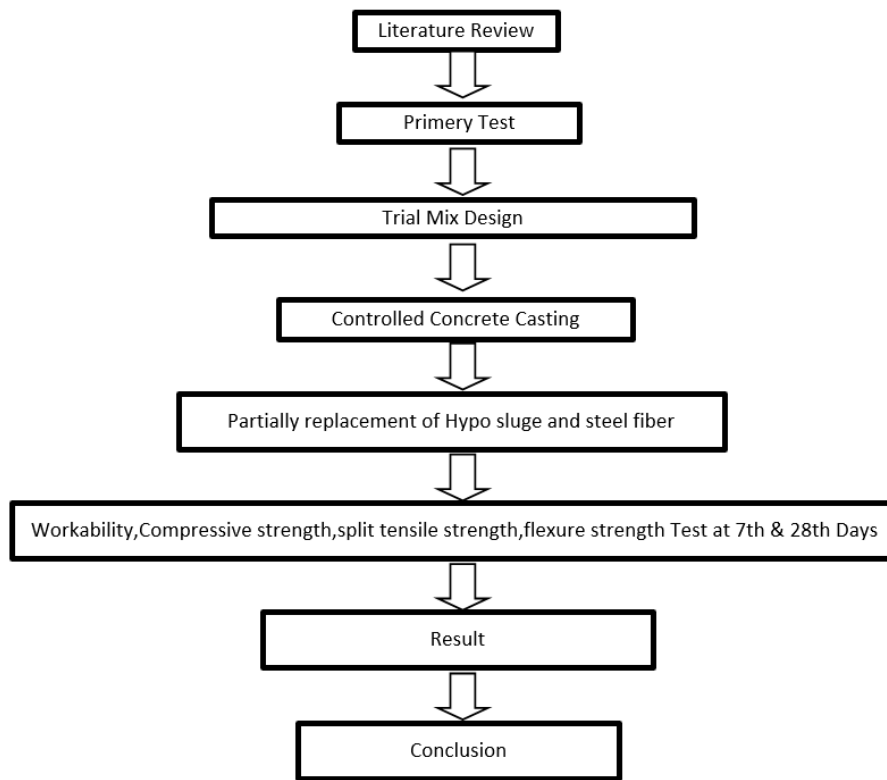 Literature Review
Primery Test
Trial Mix Design
Controlled Concrete Casting
Partially replacement of Hypo sluge and steel fiber
Workability,Compressive strength,split tensile strength,flexure strength Test at 7th & 28th Days
Result
Conclusion